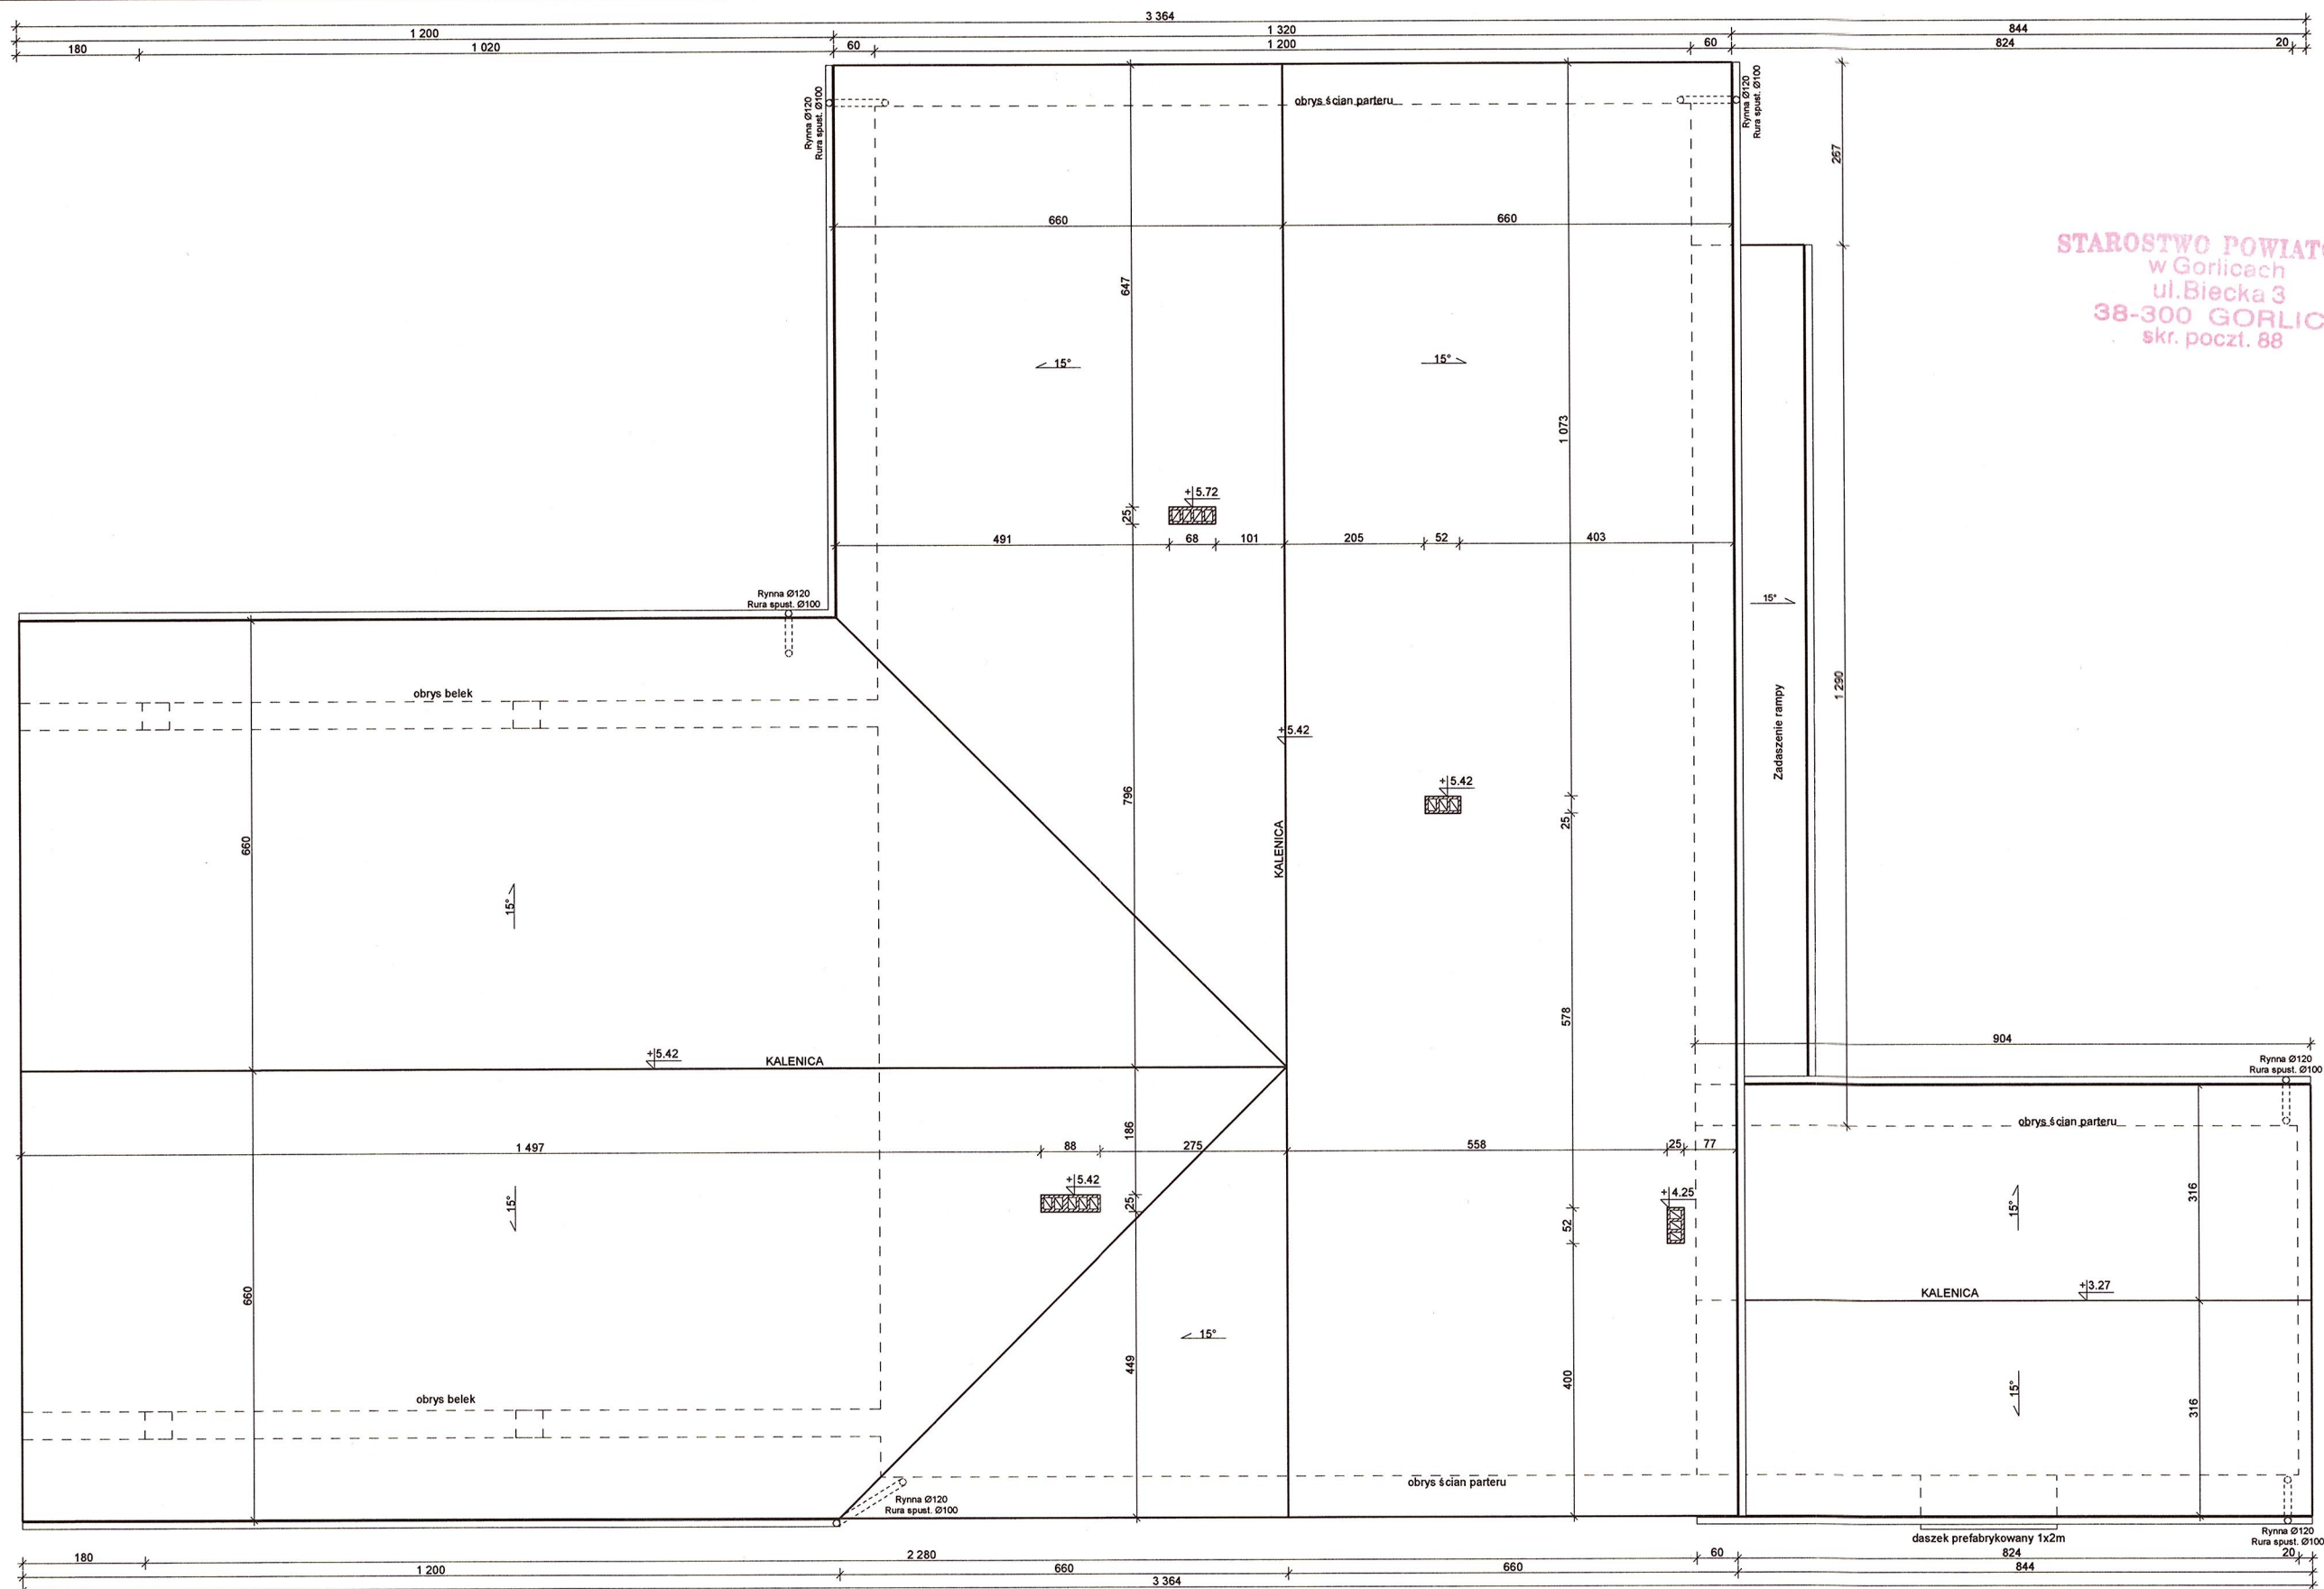 3 364
1 200
1 320
844
180
1 020
60
1 200
60
824
20
Rynna Ø120
Rura spust. Ø100
obrys ścian parteru
Rynna Ø120
Rura spust. Ø100
267
660
660
STAROSTWO POWIAT
w Gorlicach
ul.Biecka 3
38-300 GORLIC
skr. poczt. 88
647
15°
15°
1 073
+5.72
25
491
68
101
205
52
403
Rynna Ø120
Rura spust. Ø100
15°
obrys belek
1 290
Zadaszenie rampy
+5.42
+5.42
796
25
KALENICA
660
15°
578
904
+5.42
KALENICA
Rynna Ø120
Rura spust. Ø100
obrys ścian parteru
1 497
88
186
275
558
25
77
+5.42
+4.25
15°
25
52
15°
316
660
+3.27
KALENICA
15°
449
400
15°
316
obrys belek
obrys ścian parteru
Rynna Ø120
Rura spust. Ø100
daszek prefabrykowany 1x2m
Rynna Ø120
Rura spust. Ø100
180
2 280
60
824
20
1 200
660
660
844
3 364